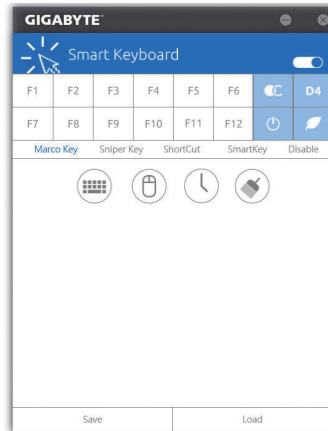 GIGABYTE™
Smart Keyboard
F1 F2 F3 F4 F5 F6 D4
F7 F8 F9 F10 F11 F12
Marco Key Sniper Key ShortCut SmartKey Disable
Save Load